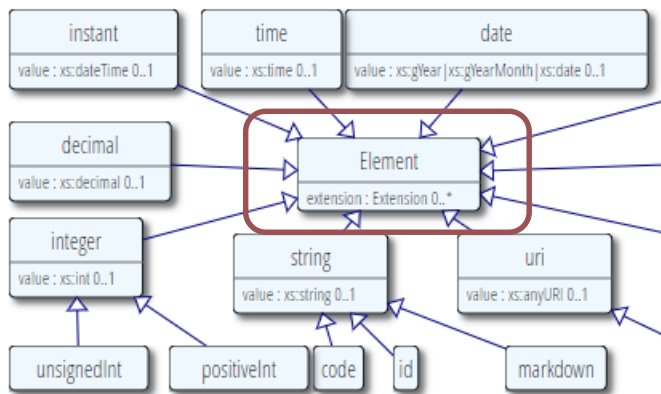 instant
value : xs:dateTime 0..1
time
value : xs:time 0..1
date
value : xs:gYear|xs:gYearMonth|xs:date 0..1
decimal
value : xs:decimal 0..1
Element
extension : Extension 0..*
integer
value : xs:int 0..1
string
value : xs:string 0..1
uri
value : xs:anyURI 0..1
unsignedInt
positiveInt
code
id
markdown